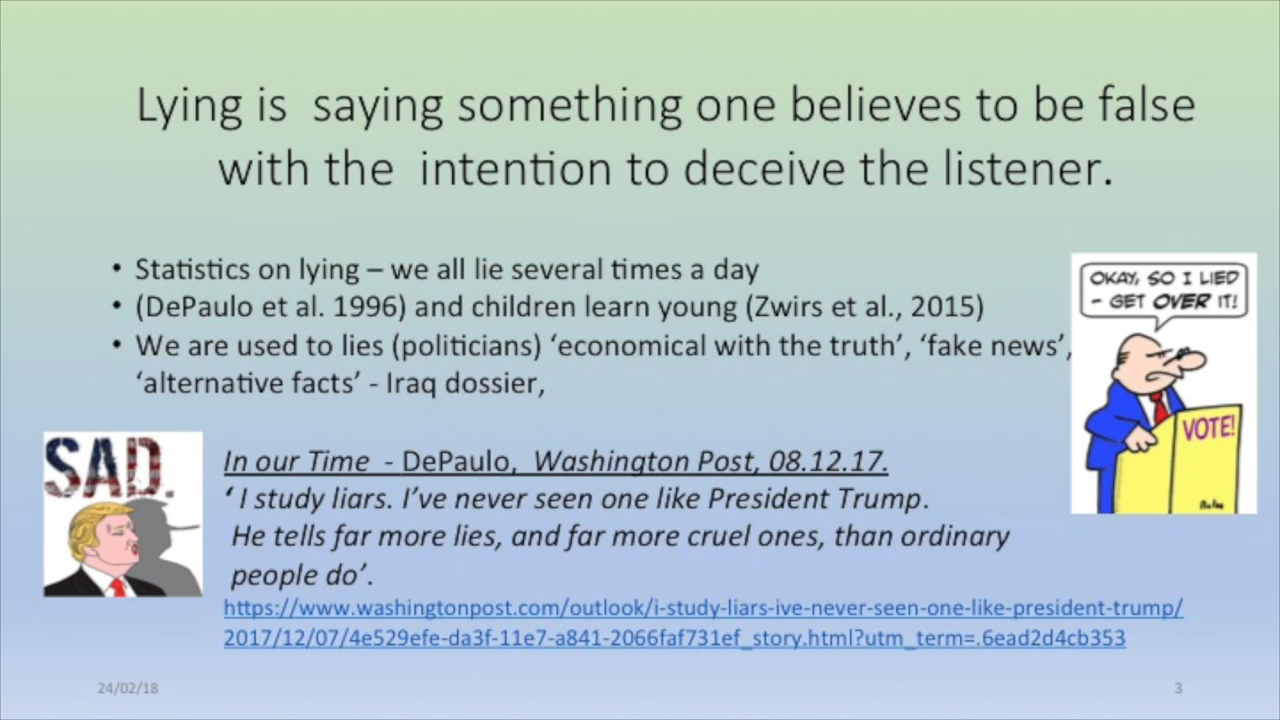 Lying is saying something one believes to be false
with the intention to deceive the listener.
• Statistics on lying – we all lie several times a day
• (DePaulo et al. 1996) and children learn young (Zwirs et al., 2015)
• We are used to lies (politicians) ‘economical with the truth’, ‘fake news’,
‘alternative facts’ - Iraq dossier,
OKAY, SO I LIED
– GET OVER IT!
VOTE!
SAD.
In our Time - DePaulo, Washington Post, 08.12.17.
‘ I study liars. I’ve never seen one like President Trump.
He tells far more lies, and far more cruel ones, than ordinary
people do’.
https://www.washingtonpost.com/outlook/i-study-liars-ive-never-seen-one-like-president-trump/
2017/12/07/4e529efe-da3f-11e7-a841-2066faf731ef_story.html?utm_term=.6ead2d4cb353
24/02/18
3